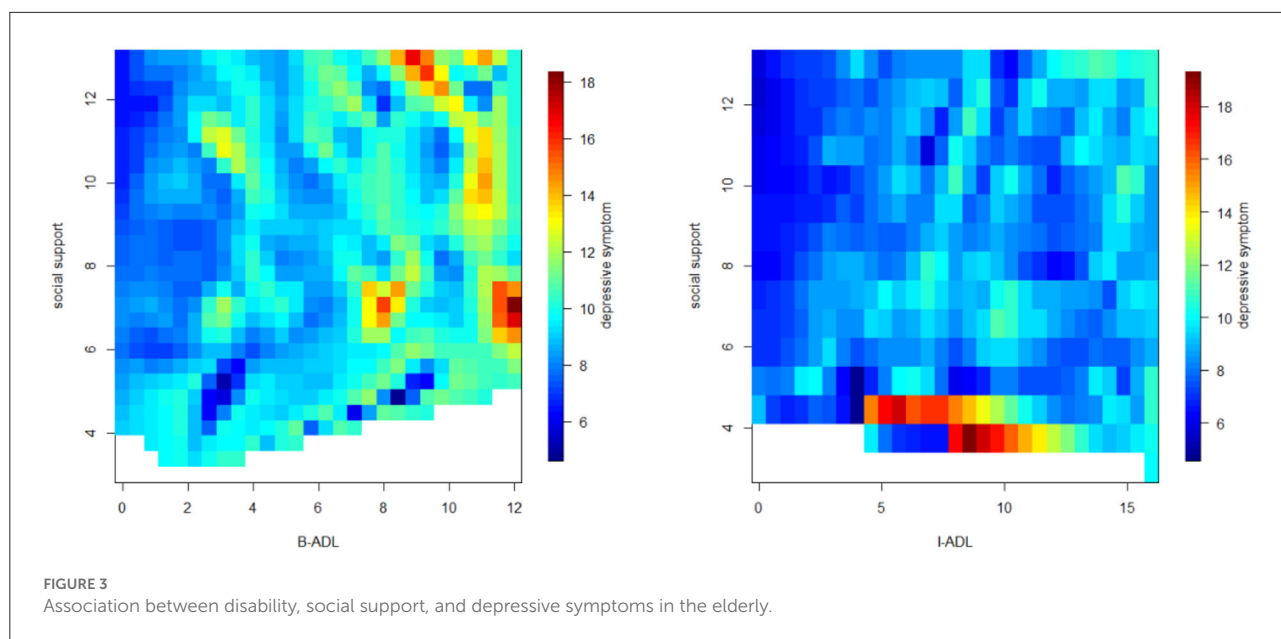 12
10
8
6
4
social support
0 2 4 6 8 10 12
B-ADL
18
16
14
12
10
8
6
depressive symptom
12
10
8
6
4
social support
0 5 10 15
I-ADL
18
16
14
12
10
8
6
depressive symptom
FIGURE 3
Association between disability, social support, and depressive symptoms in the elderly.